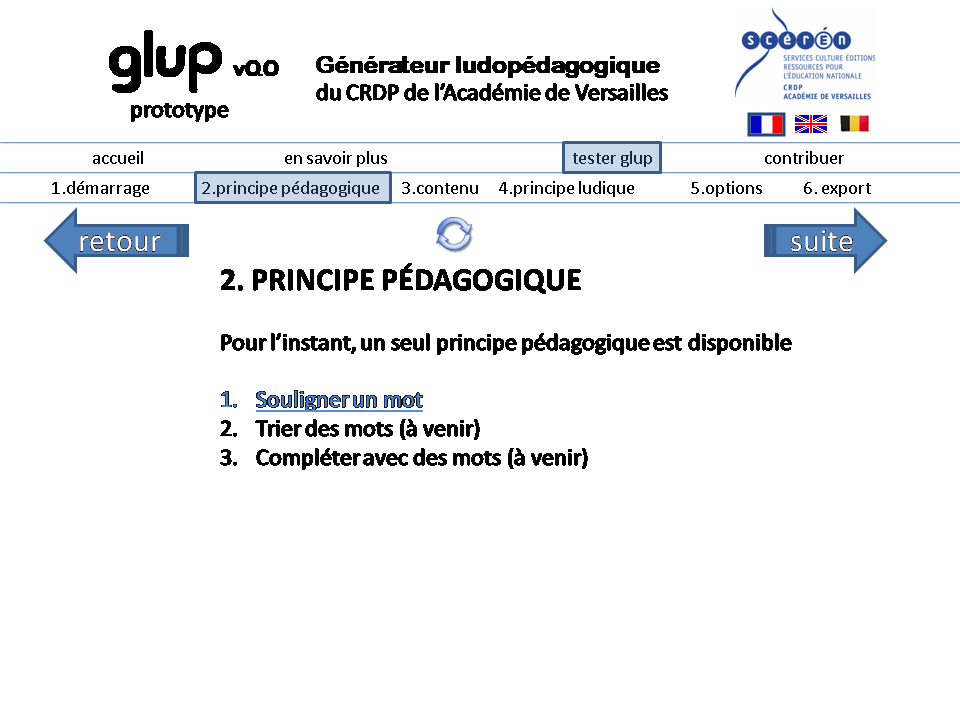 glup v0.0
prototype
Générateur ludopédagogique
du CRDP de l'Académie de Versailles
scérén
SERVICES CULTURE ÉDITIONS
RESSOURCES POUR
L'ÉDUCATION NATIONALE
CRDP
ACADÉMIE DE VERSAILLES
accueil en savoir plus tester glup contribuer
1.démarrage 2.principe pédagogique 3.contenu 4.principe ludique 5.options 6. export
retour suite
2. PRINCIPE PÉDAGOGIQUE
Pour l'instant, un seul principe pédagogique est disponible
1. Souligner un mot
2. Trier des mots (à venir)
3. Compléter avec des mots (à venir)